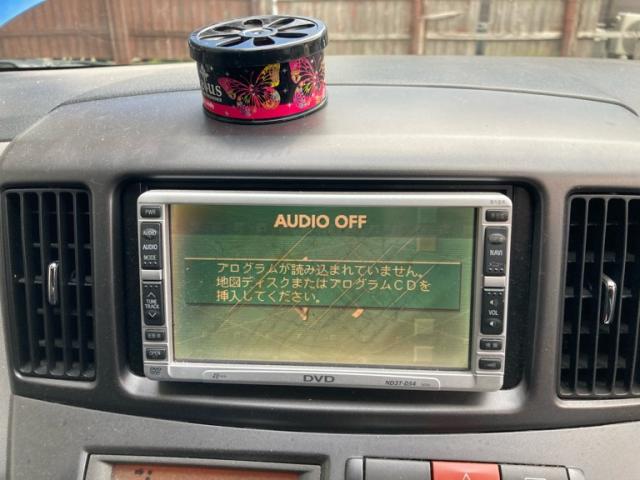 AUDIO OFF
プログラムが読み込まれていません。
地図ディスクまたはプログラムCDを
挿入してください。
PWR
AUDIO
AUDIO
MODE
TUNE
TRACK
OPEN
NAVI
VOL
DVD
ND3T-D54